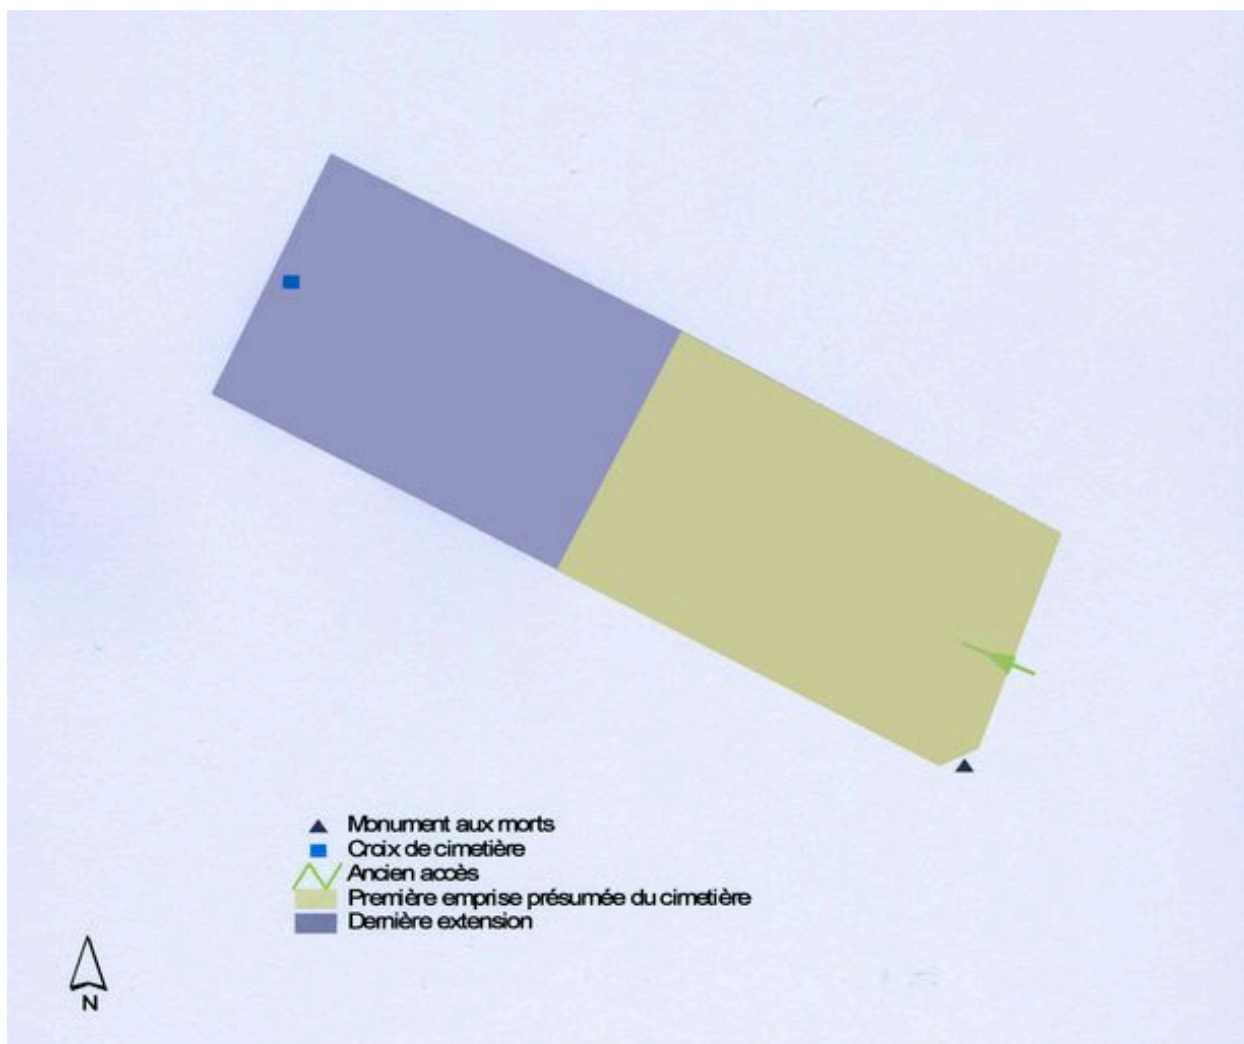 Monument aux morts
Croix de cimetière
Ancien accès
Première emprise présumée du cimetière
Dernière extension
N